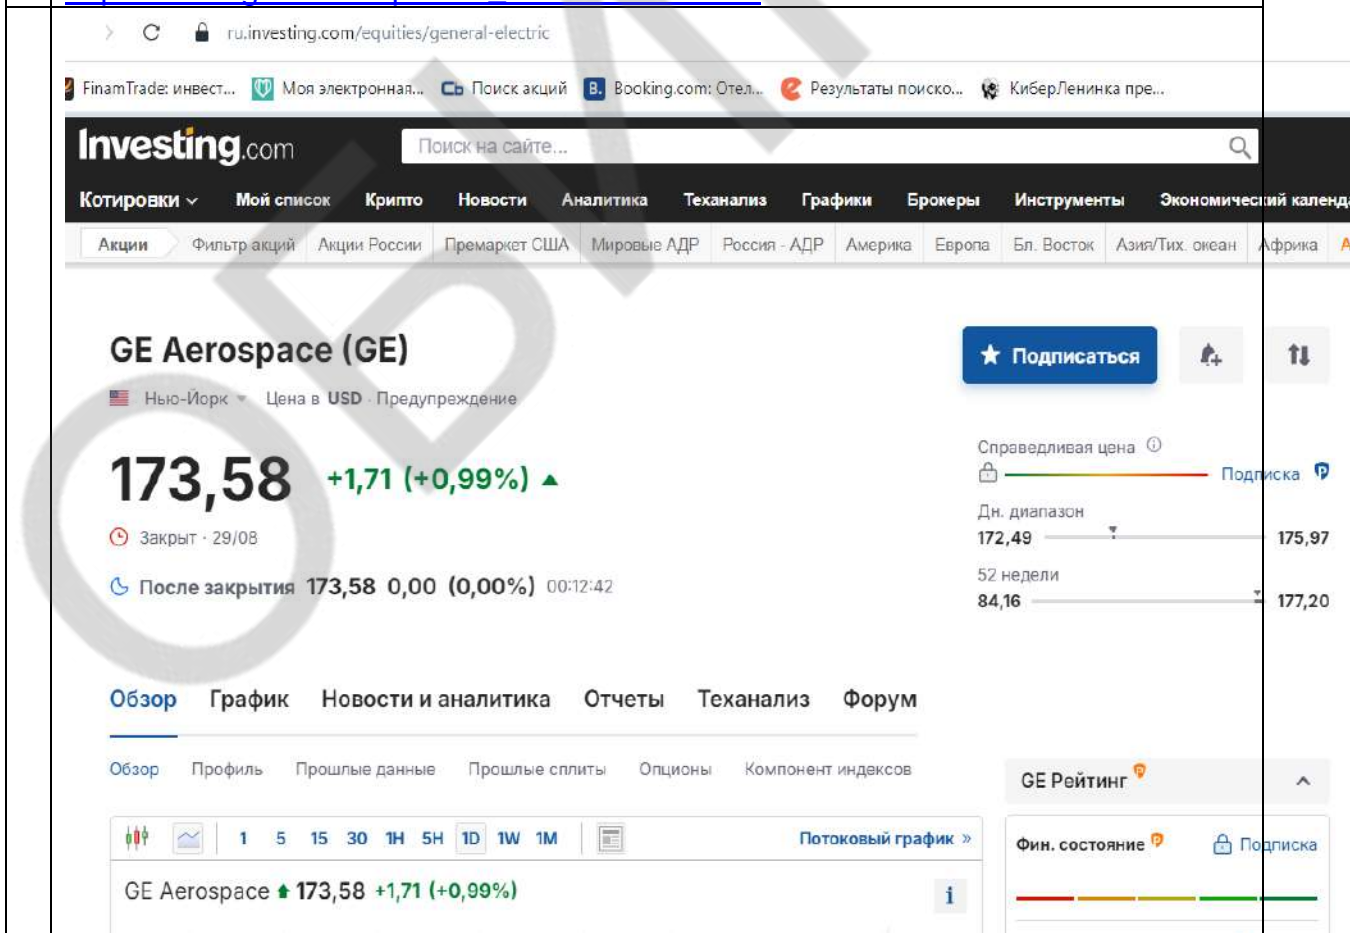 ru.investing.com/equities/general-electric
FinamTrade: инвест... Моя электронная... Сb Поиск акций B. Booking.com: Отел... Результаты поиско... КиберЛенинка пре...
Investing.com Поиск на сайте...
Котировки Мой список Крипто Новости Аналитика Теханализ Графики Брокеры Инструменты Экономический календа
Акции Фильтр акций Акции России Премаркет США Мировые АДР Россия - АДР Америка Европа Бл. Восток Азия/Тих. океан Африка А
GE Aerospace (GE) Подписаться
Нью-Йорк Цена в USD · Предупреждение
Справедливая цена
173,58 +1,71 (+0,99%) Подписка
Дн. диапазон
Закрыт · 29/08 172,49 175,97
52 недели
После закрытия 173,58 0,00 (0,00%) 00:12:42 84,16 177,20
Обзор График Новости и аналитика Отчеты Теханализ Форум
Обзор Профиль Прошлые данные Прошлые сплиты Опционы Компонент индексов
GE Рейтинг
1 5 15 30 1H 5H 1D 1W 1M Потоковый график »
Фин. состояние Подписка
GE Aerospace 173,58 +1,71 (+0,99%) i